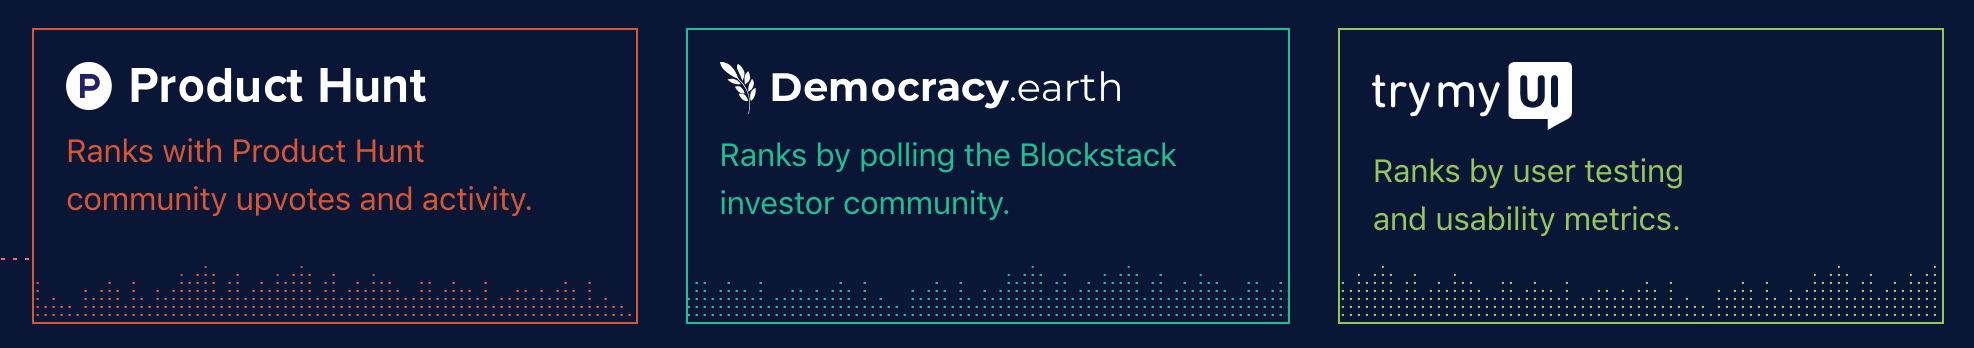 P Product Hunt
Ranks with Product Hunt
community upvotes and activity.
Democracy.earth
Ranks by polling the Blockstack
investor community.
trymyUI
Ranks by user testing
and usability metrics.